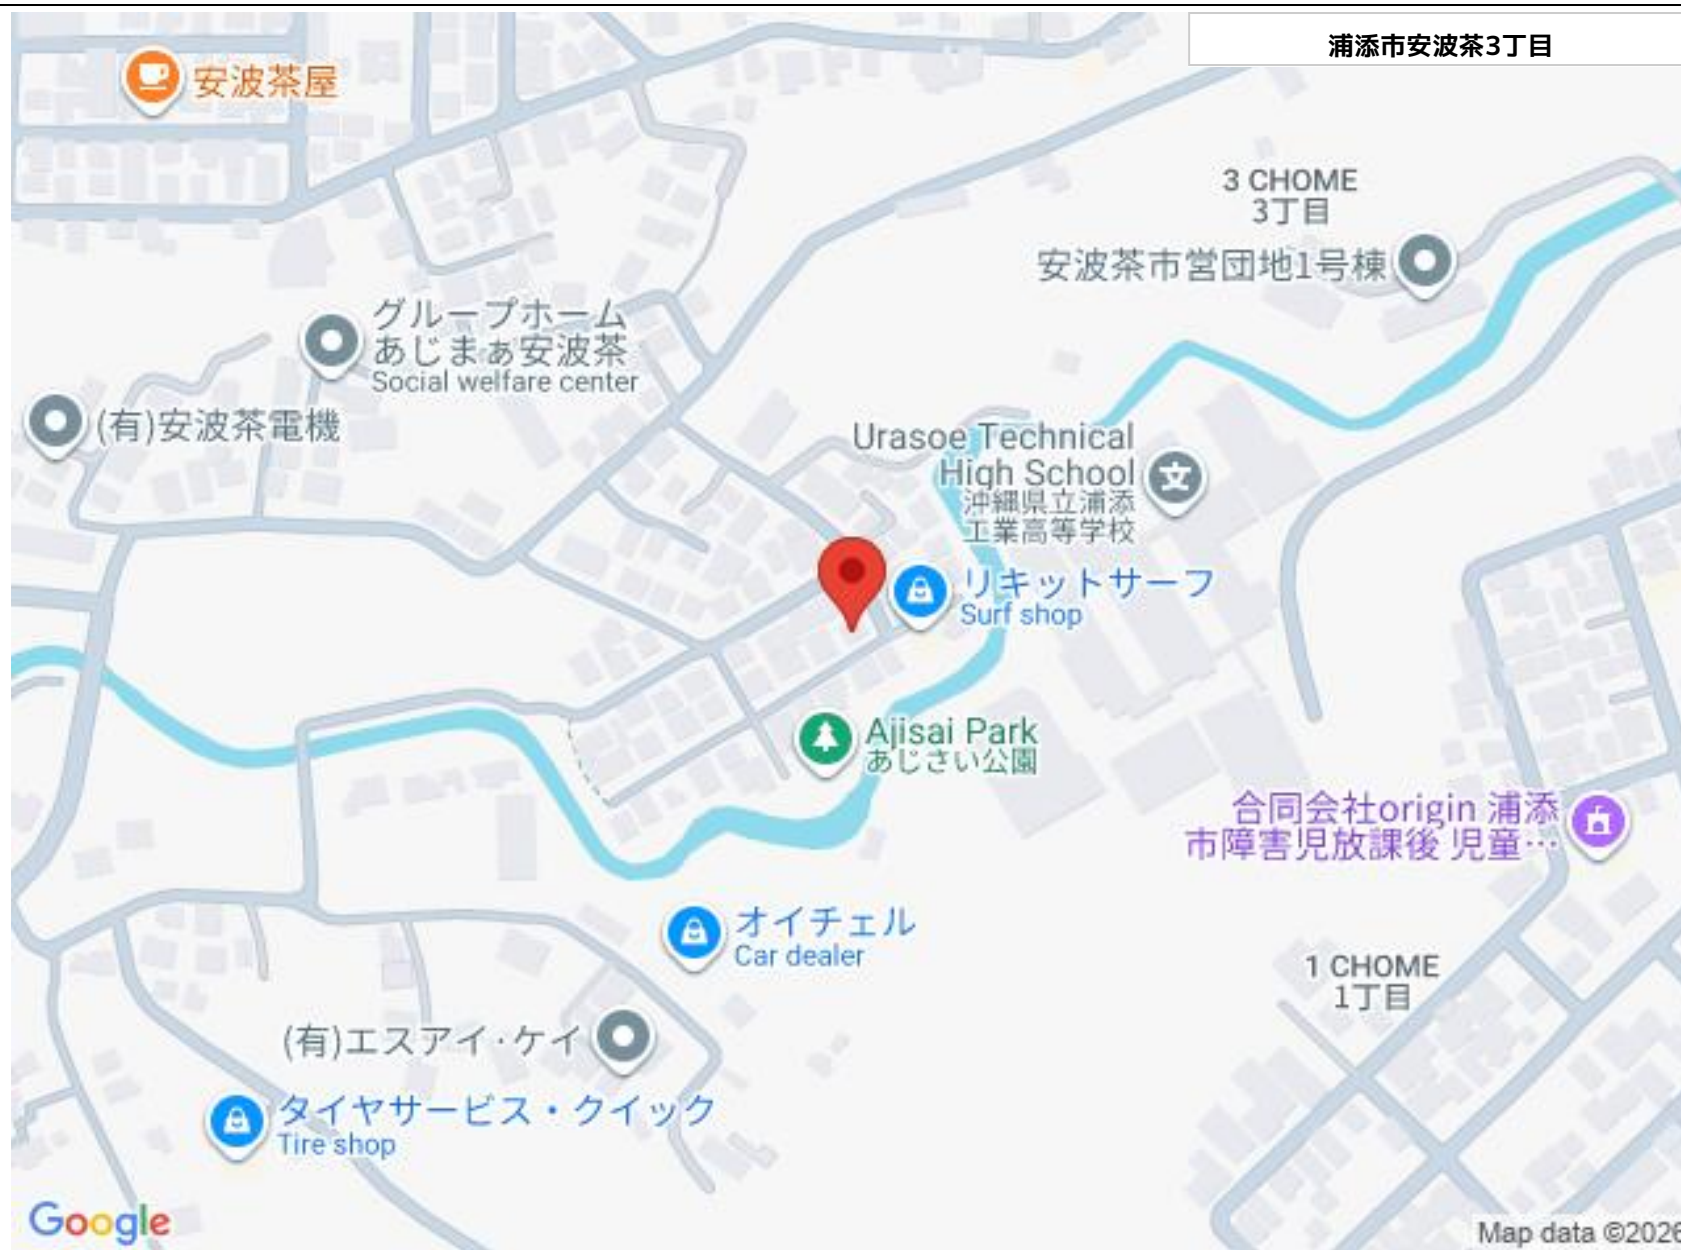 浦添市安波茶3丁目
安波茶屋
3 CHOME
3丁目
安波茶市営団地1号棟
グループホーム
あじまぁ安波茶
Social welfare center
(有)安波茶電機
Urasoe Technical
High School
沖縄県立浦添
工業高等学校
リキットサーフ
Surf shop
Ajisai Park
あじさい公園
合同会社origin 浦添
市障害児放課後 児童…
オイチェル
Car dealer
1 CHOME
1丁目
(有)エスアイ·ケイ
タイヤサービス・クイック
Tire shop
Google
Map data ©2026